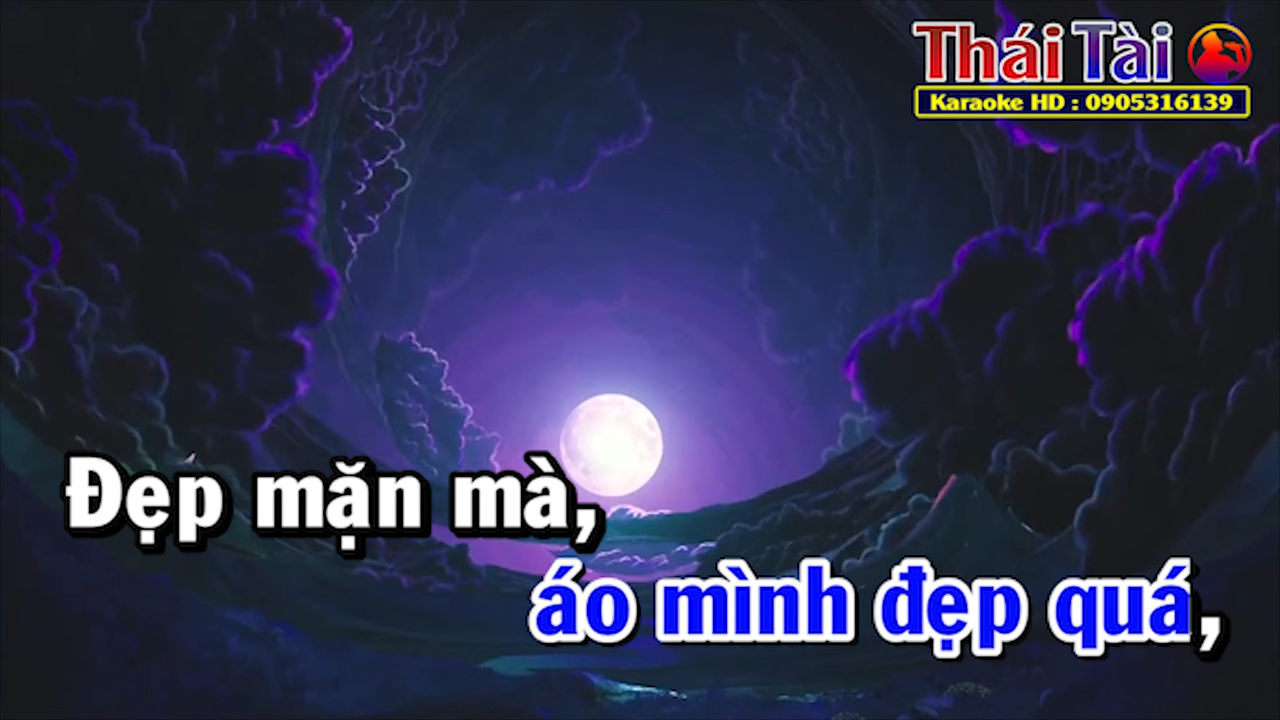 Thái Tài
Karaoke HD : 0905316139
Đẹp mặn mà,
áo mình đẹp quá,